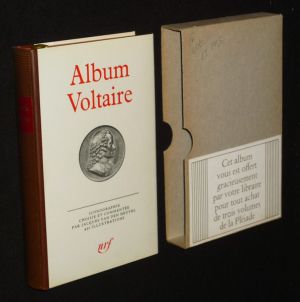 Album
Voltaire
ICONOGRAPHIE
CHOISIE ET COMMENTÉE
PAR JACQUES VAN DEN HEUVEL
nrf
Cet album
vous est offert
gracieusement
par votre libraire
pour tout achat
de trois volumes
de la Pléiade